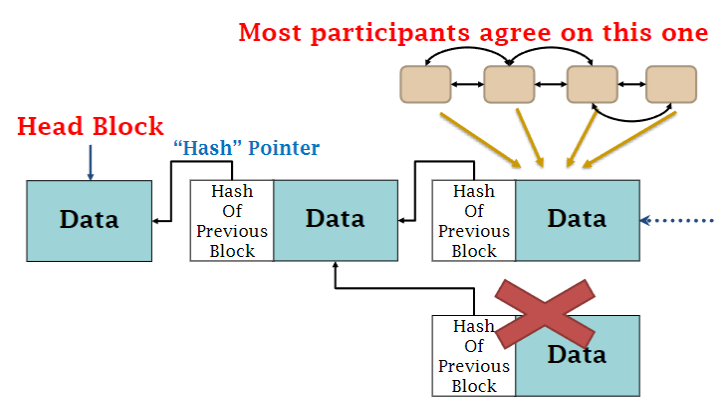 Most participants agree on this one
Head Block
“Hash” Pointer
Data
Hash
Of
Previous
Block
Data
Hash
Of
Previous
Block
Data
Hash
Of
Previous
Block
Data